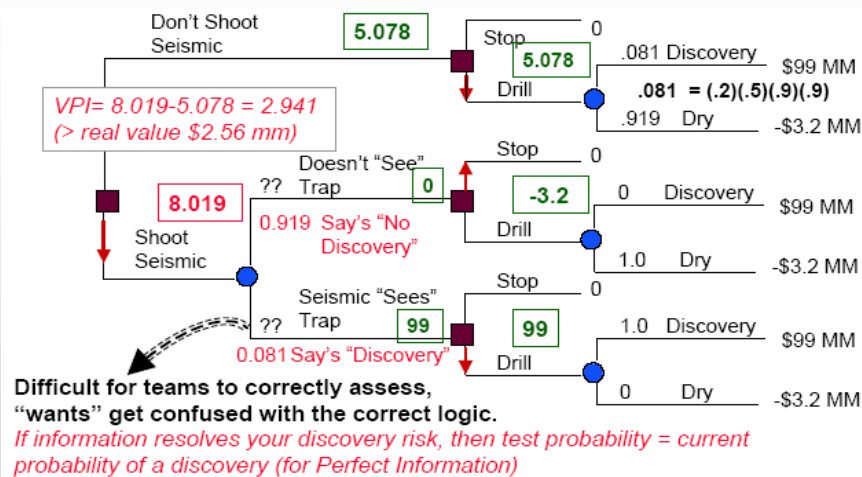 Don't Shoot
Seismic
5.078
Stop
0
5.078
Drill
.081 Discovery
$99 MM
.081 = (.2)(.5)(.9)(.9)
.919 Dry
-$3.2 MM
VPI= 8.019-5.078 = 2.941
(> real value $2.56 mm)
Doesn't "See"
?? Trap
0
Stop
0
-3.2
Drill
0 Discovery
$99 MM
1.0 Dry
-$3.2 MM
8.019
0.919 Say's "No
Discovery"
Shoot
Seismic
Seismic "Sees"
?? Trap
99
Stop
0
99
Drill
1.0 Discovery
$99 MM
0 Dry
-$3.2 MM
0.081 Say's "Discovery"
Difficult for teams to correctly assess,
"wants" get confused with the correct logic.
If information resolves your discovery risk, then test probability = current
probability of a discovery (for Perfect Information)